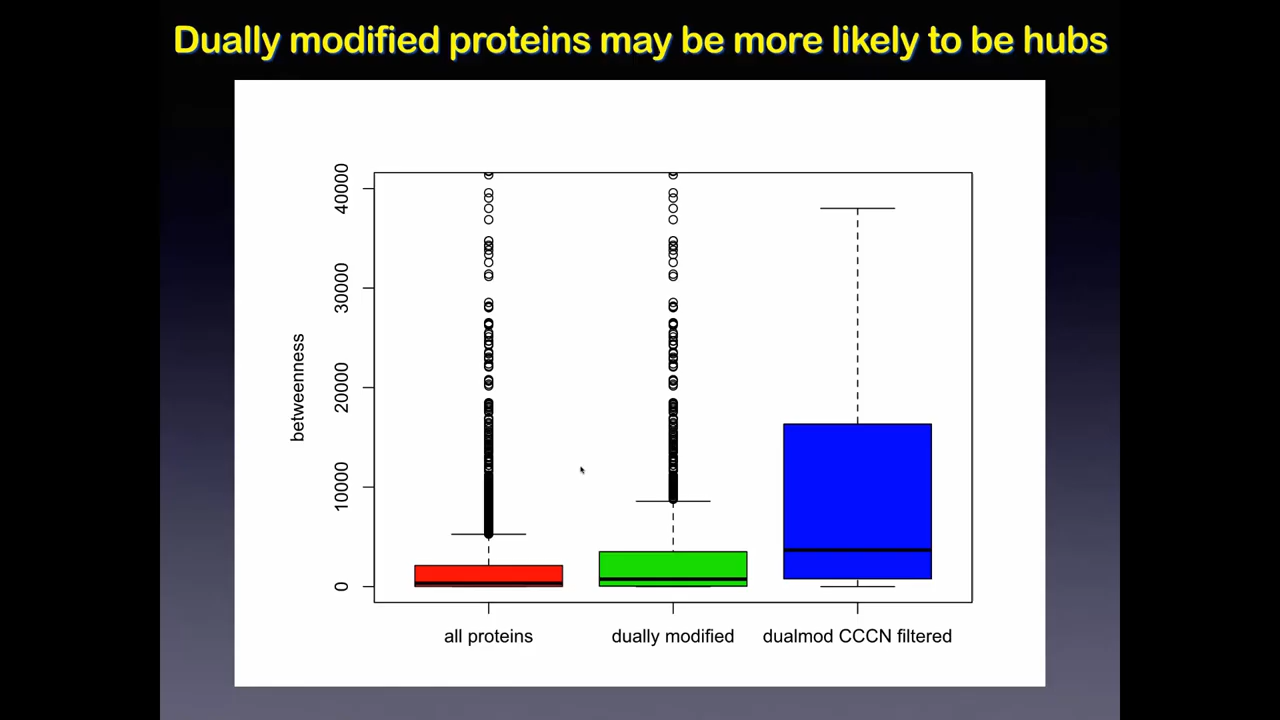 Dually modified proteins may be more likely to be hubs
40000
30000
20000
10000
0
betweenness
all proteins
dually modified
dualmod CCCN filtered